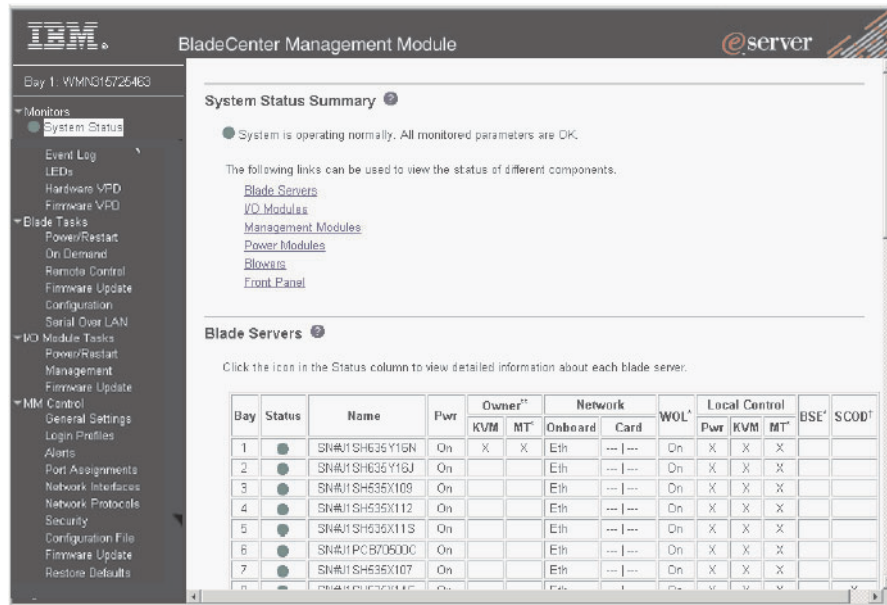 IBM.
BladeCenter Management Module
eserver
Bay 1: WMN315725463
Monitors
System Status
Event Log
LEDs
Hardware VPD
Firmware VPD
Blade Tasks
Power/Restart
On Demand
Remote Control
Firmware Update
Configuration
Serial Over LAN
I/O Module Tasks
Power/Restart
Management
Firmware Update
MM Control
General Settings
Login Profiles
Alerts
Port Assignments
Network Interfaces
Network Protocols
Security
Configuration File
Firmware Update
Restore Defaults
System Status Summary ?
System is operating normally. All monitored parameters are OK.
The following links can be used to view the status of different components.
Blade Servers
I/O Modules
Management Modules
Power Modules
Blowers
Front Panel
Blade Servers ?
Click the icon in the Status column to view detailed information about each blade server.
Bay Status Name Pwr Owner** Network WOL* Local Control BSE* SCOD†
KVM MT* Onboard Card Pwr KVM MT*
1 SN#J1SH635Y16N On X X Eth --- | --- On X X X
2 SN#J1SH635Y16J On Eth --- | --- On X X X
3 SN#J1SH535X109 On Eth --- | --- On X X X
4 SN#J1SH535X112 On Eth --- | --- On X X X
5 SN#J1SH535X11S On Eth --- | --- On X X X
6 SN#J1PCB70500C On Eth --- | --- On X X X
7 SN#J1SH535X107 On Eth --- | --- On X X X